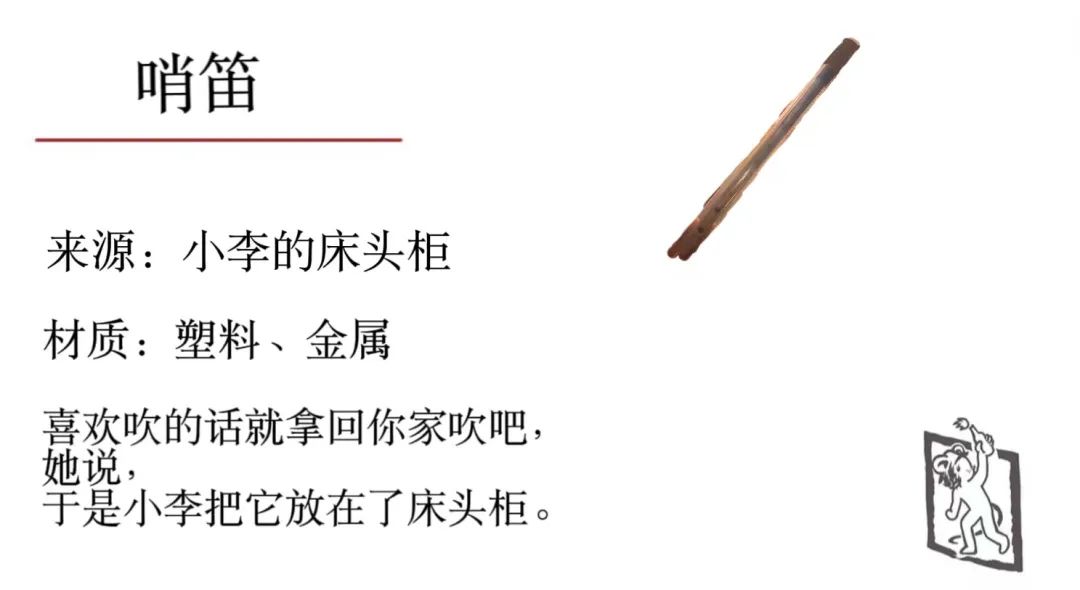 哨笛
来源：小李的床头柜
材质：塑料、金属
喜欢吹的话就拿回你家吹吧，
她说，
于是小李把它放在了床头柜。